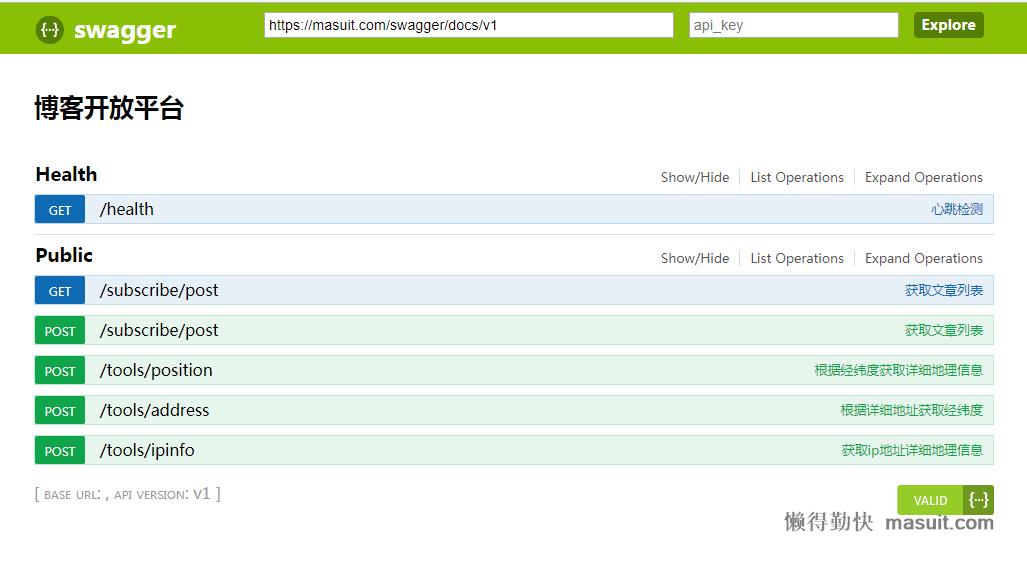 {··} swagger https://masuit.com/swagger/docs/v1 api_key Explore
博客开放平台
Health Show/Hide List Operations Expand Operations
GET /health 心跳检测
Public Show/Hide List Operations Expand Operations
GET /subscribe/post 获取文章列表
POST /subscribe/post 获取文章列表
POST /tools/position 根据经纬度获取详细地理信息
POST /tools/address 根据详细地址获取经纬度
POST /tools/ipinfo 获取ip地址详细地理信息
[ BASE URL: , API VERSION: v1 ] VALID {··}
懒得勤快 masuit.com